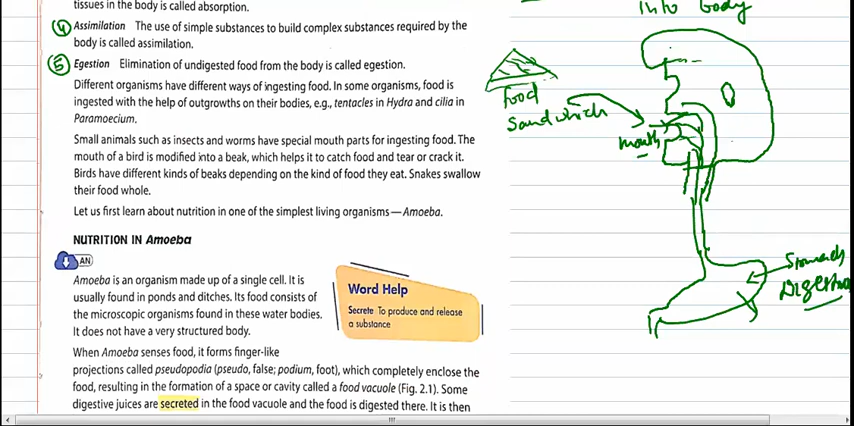 tissues in the body is called absorption.
4 Assimilation The use of simple substances to build complex substances required by the
body is called assimilation.
5 Egestion Elimination of undigested food from the body is called egestion.
Different organisms have different ways of ingesting food. In some organisms, food is
ingested with the help of outgrowths on their bodies, e.g., tentacles in Hydra and cilia in
Paramoecium.
Small animals such as insects and worms have special mouth parts for ingesting food. The
mouth of a bird is modified into a beak, which helps it to catch food and tear or crack it.
Birds have different kinds of beaks depending on the kind of food they eat. Snakes swallow
their food whole.
Let us first learn about nutrition in one of the simplest living organisms—Amoeba.
NUTRITION IN Amoeba
AN
Amoeba is an organism made up of a single cell. It is
usually found in ponds and ditches. Its food consists of
the microscopic organisms found in these water bodies.
It does not have a very structured body.
Word Help
Secrete To produce and release
a substance
When Amoeba senses food, it forms finger-like
projections called pseudopodia (pseudo, false; podium, foot), which completely enclose the
food, resulting in the formation of a space or cavity called a food vacuole (Fig. 2.1). Some
digestive juices are secreted in the food vacuole and the food is digested there. It is then
into body
food
Sandwhich
mouth
Stomach
Digestion